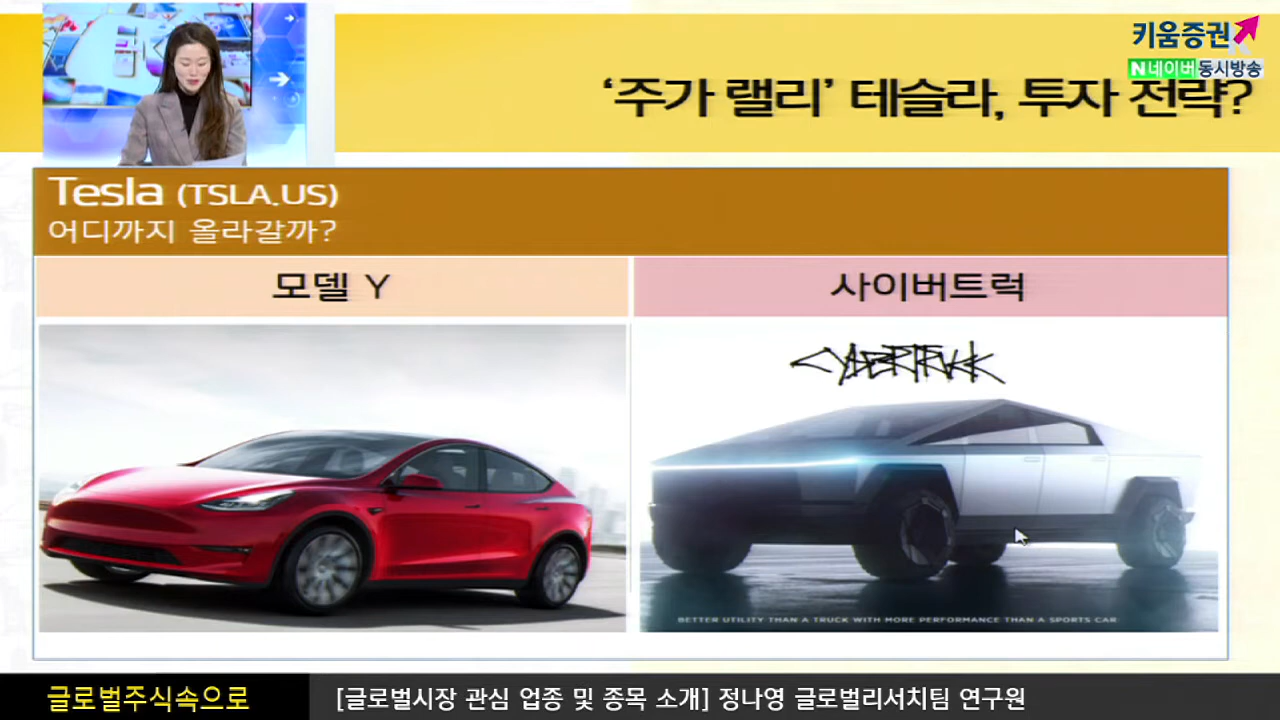 키움증권
N 네이버 동시방송
‘주가 랠리’ 테슬라, 투자 전략?
Tesla (TSLA.US)
어디까지 올라갈까?
모델 Y
사이버트럭
CYBERTRUCK
BETTER UTILITY THAN A TRUCK WITH MORE PERFORMANCE THAN A SPORTS CAR
글로벌주식속으로
[글로벌시장 관심 업종 및 종목 소개] 정나영 글로벌리서치팀 연구원